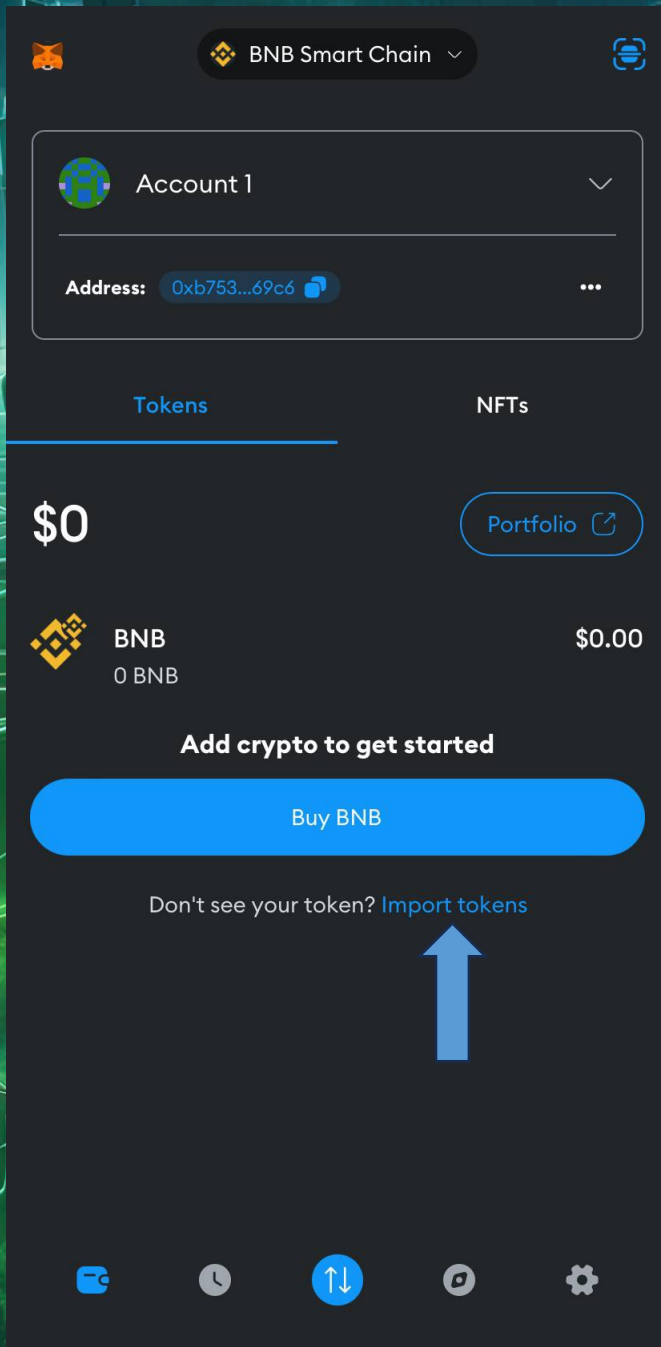 BNB Smart Chain
Account 1
Address: 0xb753...69c6
Tokens NFTs
$0 Portfolio
BNB $0.00
0 BNB
Add crypto to get started
Buy BNB
Don't see your token? Import tokens